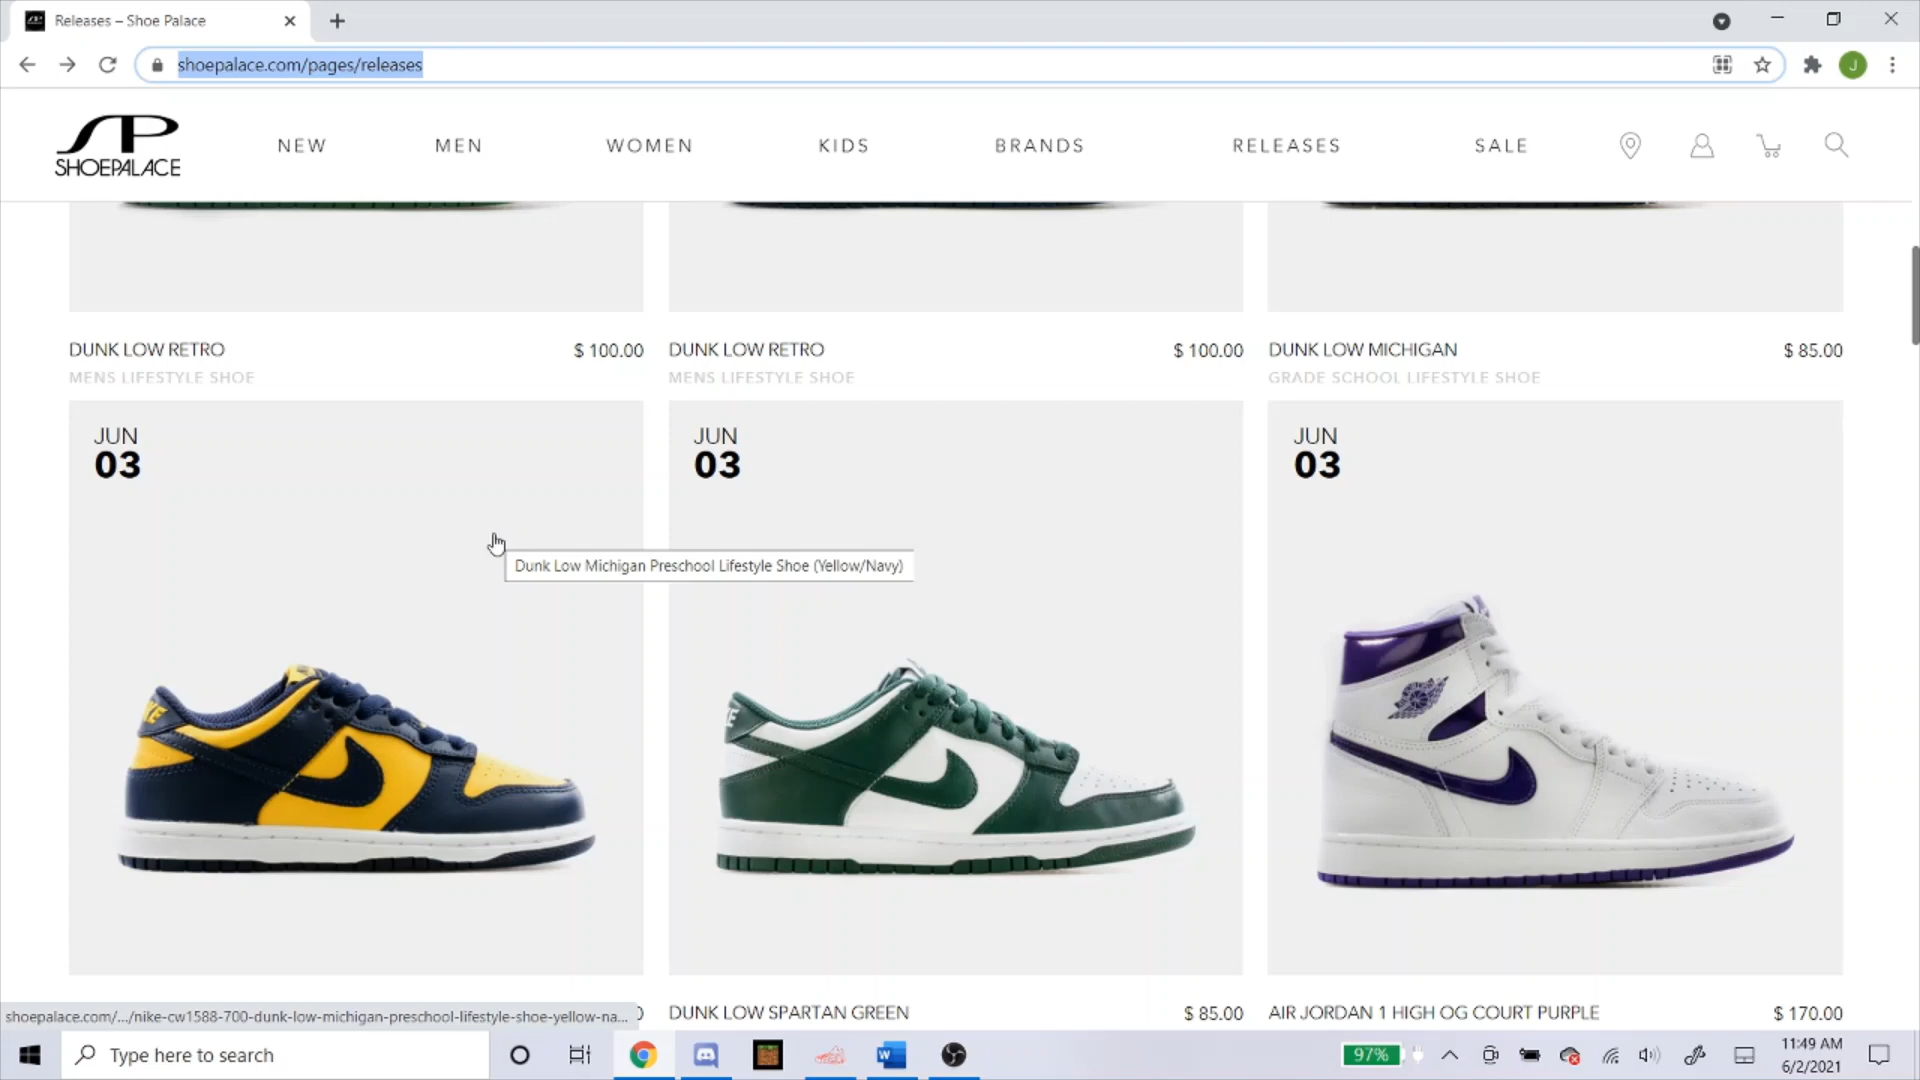 Releases – Shoe Palace
shoepalace.com/pages/releases
J
SP
SHOEPALACE
NEW
MEN
WOMEN
KIDS
BRANDS
RELEASES
SALE
DUNK LOW RETRO
$ 100.00
MENS LIFESTYLE SHOE
DUNK LOW RETRO
$ 100.00
MENS LIFESTYLE SHOE
DUNK LOW MICHIGAN
$ 85.00
GRADE SCHOOL LIFESTYLE SHOE
JUN
03
JUN
03
JUN
03
Dunk Low Michigan Preschool Lifestyle Shoe (Yellow/Navy)
DUNK LOW SPARTAN GREEN
$ 85.00
AIR JORDAN 1 HIGH OG COURT PURPLE
$ 170.00
shoepalace.com/.../nike-cw1588-700-dunk-low-michigan-preschool-lifestyle-shoe-yellow-na...
Type here to search
W
97%
11:49 AM
6/2/2021